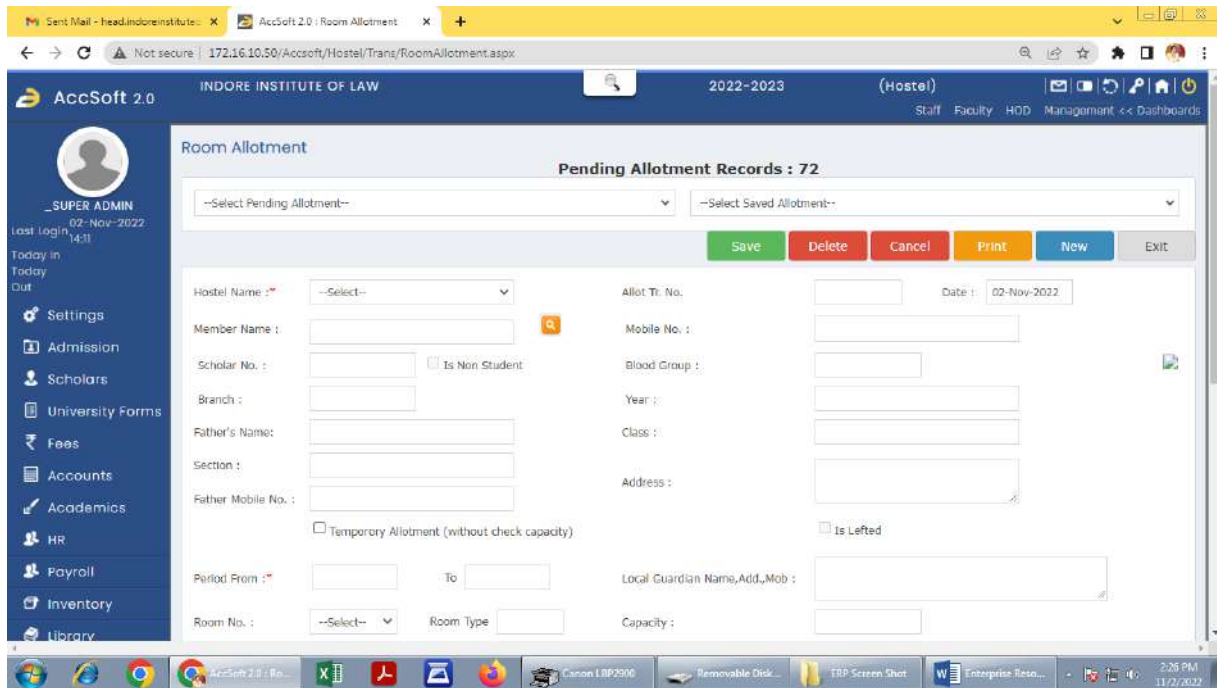 Sent Mail - head.indoreinstitute
AccSoft 2.0 : Room Allotment
Not secure | 172.16.10.50/Accsoft/Hostel/Trans/RoomAllotment.aspx
AccSoft 2.0
INDORE INSTITUTE OF LAW
2022-2023
(Hostel)
Staff Faculty HOD Management << Dashboards
_SUPER ADMIN
Last Login 02-Nov-2022 14:11
Today In
Today
Out
Settings
Admission
Scholars
University Forms
Fees
Accounts
Academics
HR
Payroll
Inventory
Library
Room Allotment
Pending Allotment Records : 72
--Select Pending Allotment--
--Select Saved Allotment--
Save Delete Cancel Print New Exit
Hostel Name :* --Select-- Allot Tr. No. Date : 02-Nov-2022
Member Name : Mobile No. :
Scholar No. : Is Non Student Blood Group :
Branch : Year :
Father's Name: Class :
Section :
Address :
Father Mobile No. :
Temporory Allotment (without check capacity) Is Lefted
Period From :* To Local Guardian Name,Add.,Mob :
Room No. : --Select-- Room Type Capacity :
AccSoft 2.0 : Ro...
Canon LBP2900
Removable Disk...
ERP Screen Shot
Enterprise Reso...
2:26 PM
11/2/2022